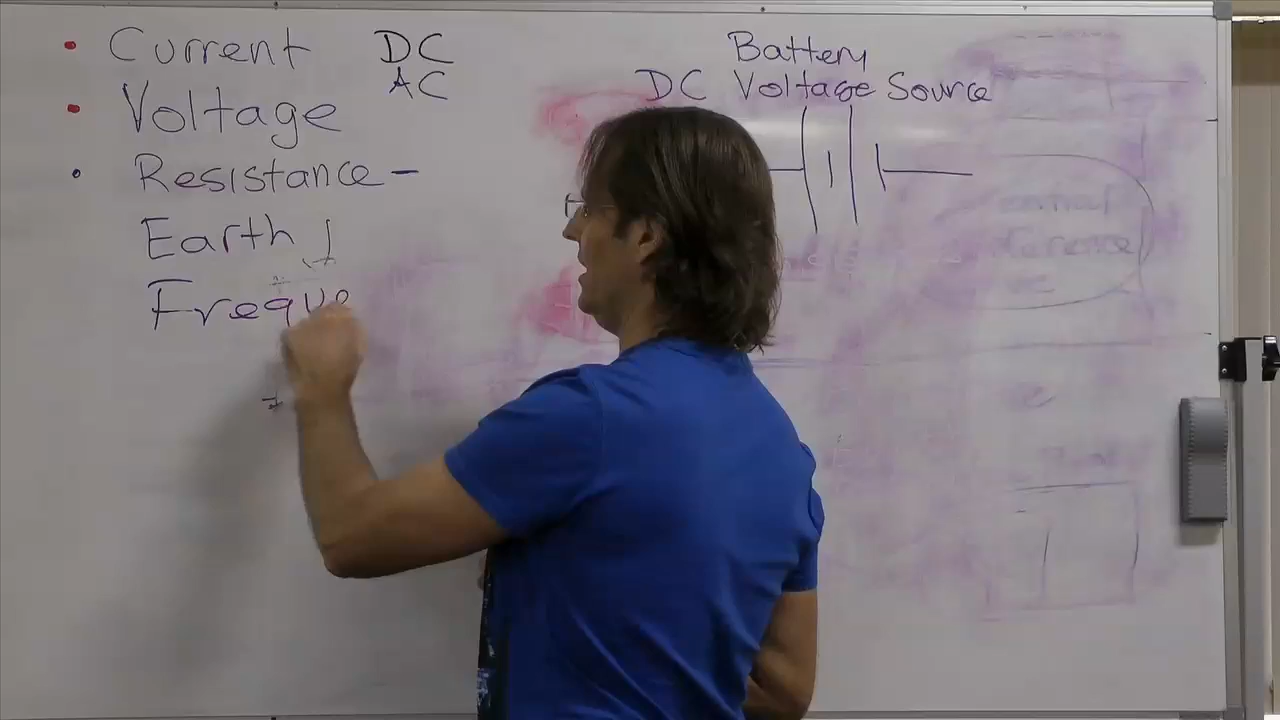 Current DC
AC
Voltage
Resistance -
Earth
Freque
Battery
DC Voltage Source